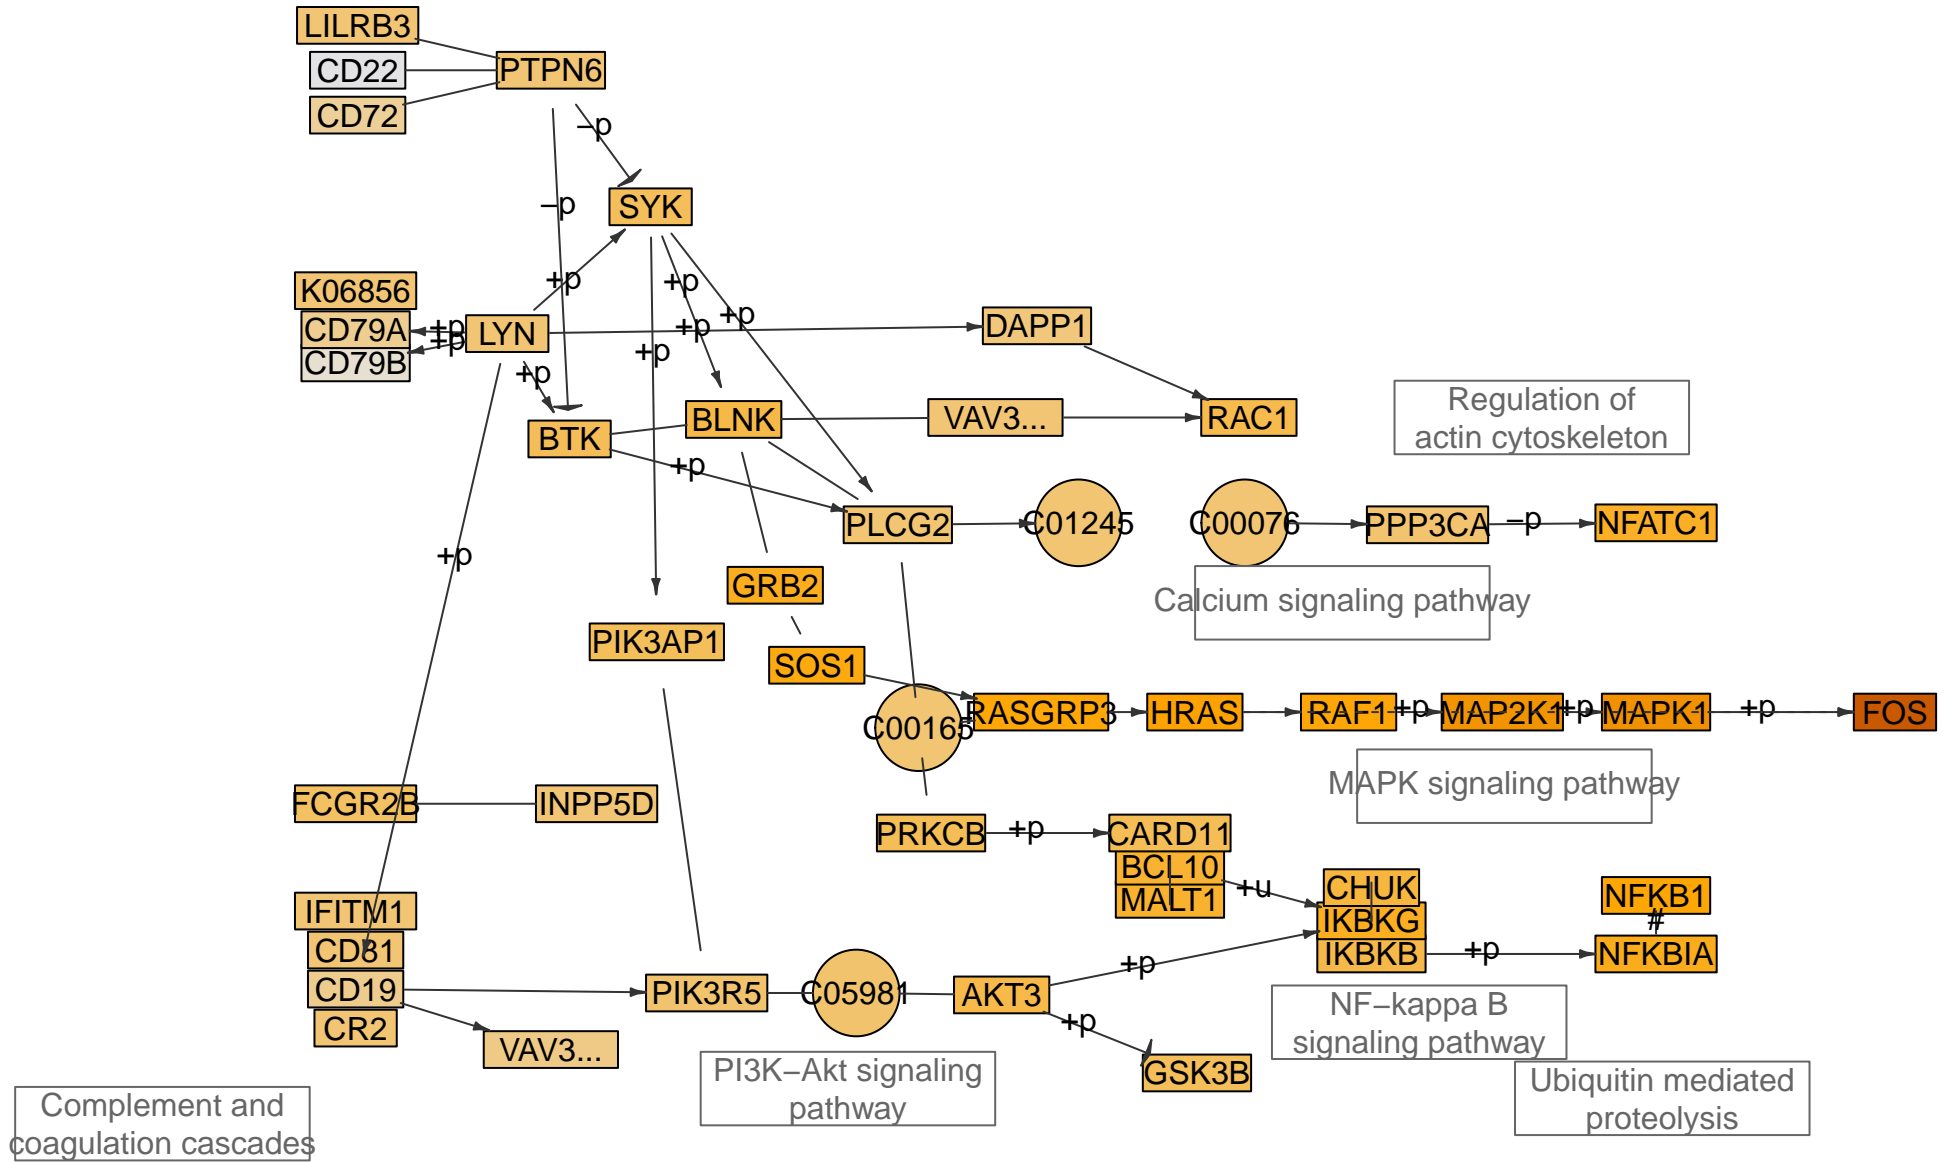 LILRB3
CD22
PTPN6
CD72
–p
–p
SYK
+p
+p
K06856
CD79A
+p
+p
CD79B
LYN
+p
+p
+p
DAPP1
+p
+p
Regulation of
actin cytoskeleton
BTK
BLNK
VAV3...
RAC1
+p
+p
PLCG2
C01245
C00076
PPP3CA
–p
NFATC1
GRB2
Calcium signaling pathway
PIK3AP1
SOS1
C00165
RASGRP3
HRAS
RAF1
+p
MAP2K1
+p
MAPK1
+p
FOS
MAPK signaling pathway
FCGR2B
INPP5D
PRKCB
+p
CARD11
BCL10
MALT1
+u
CHUK
IKBKG
IKBKB
+p
NFKB1
#
NFKBIA
IFITM1
CD81
CD19
CR2
VAV3...
PIK3R5
C05981
AKT3
+p
+p
GSK3B
NF–kappa B
signaling pathway
PI3K–Akt signaling
pathway
Ubiquitin mediated
proteolysis
Complement and
coagulation cascades